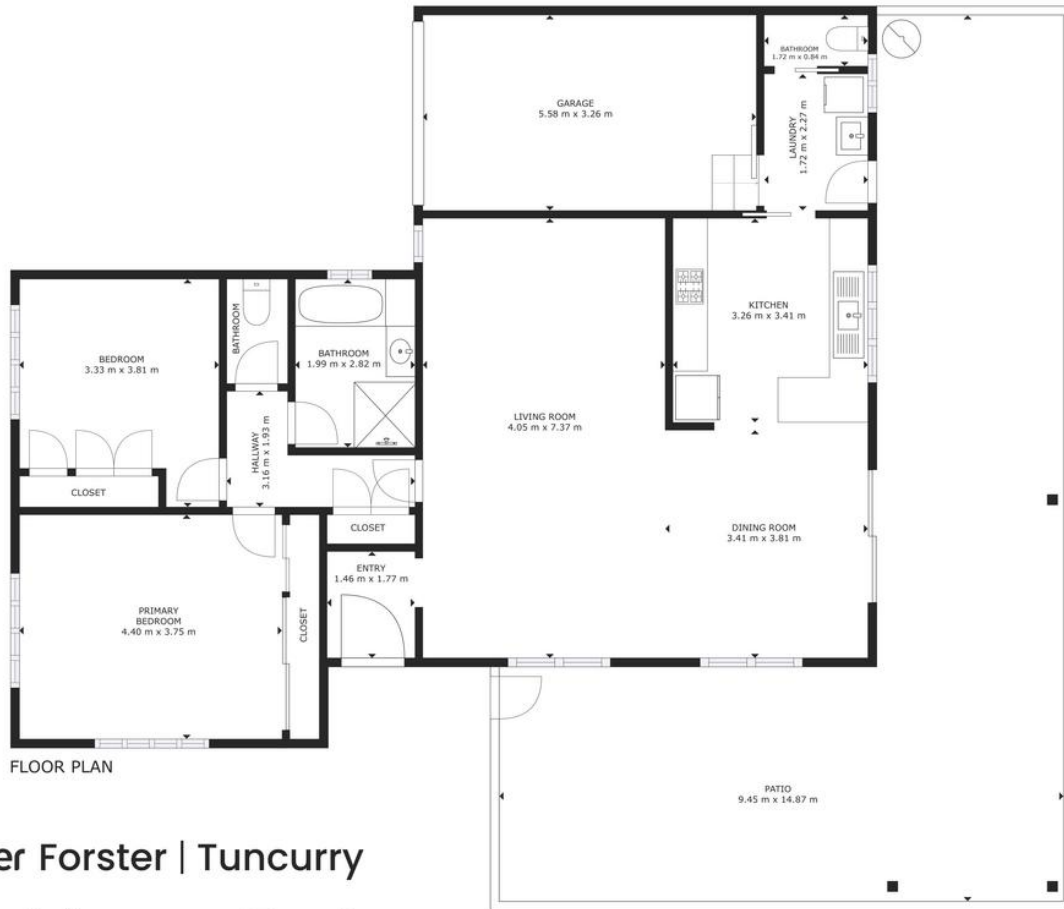 BATHROOM
1.72 m x 0.84 m
GARAGE
5.58 m x 3.26 m
LAUNDRY
1.72 m x 2.27 m
KITCHEN
3.26 m x 3.41 m
BEDROOM
3.33 m x 3.81 m
BATHROOM
BATHROOM
1.99 m x 2.82 m
LIVING ROOM
4.05 m x 7.37 m
HALLWAY
3.16 m x 1.93 m
CLOSET
CLOSET
DINING ROOM
3.41 m x 3.81 m
ENTRY
1.46 m x 1.77 m
PRIMARY
BEDROOM
4.40 m x 3.75 m
CLOSET
FLOOR PLAN
PATIO
9.45 m x 14.87 m
Forster | Tuncurry